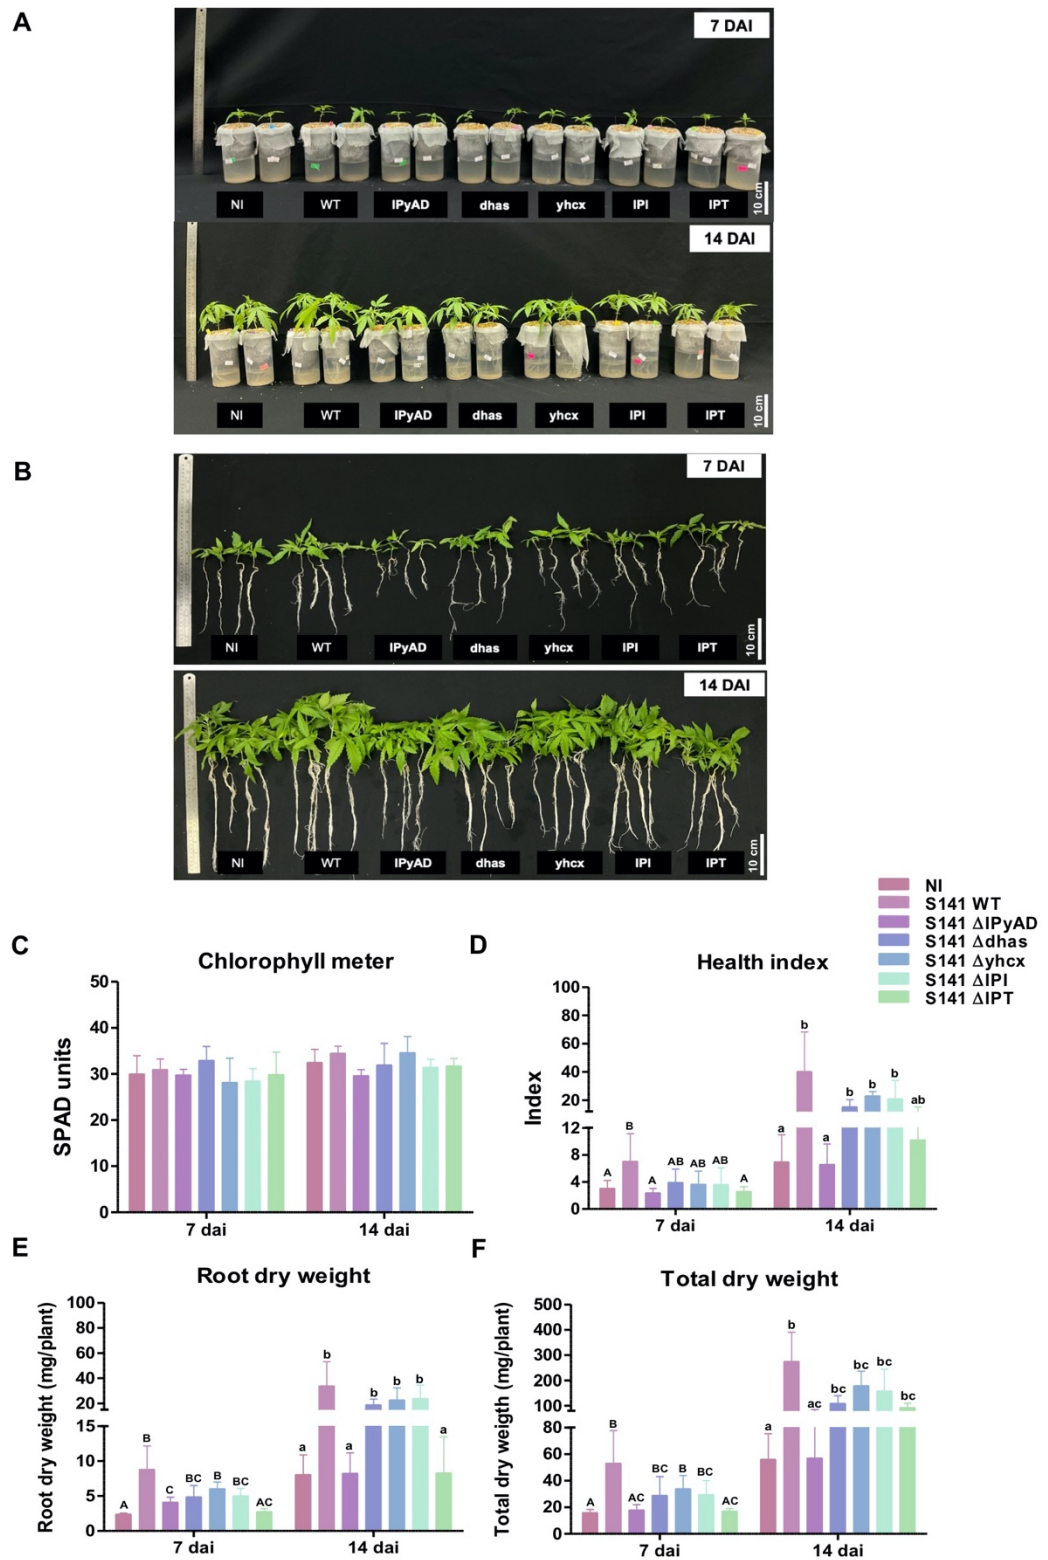 A
7 DAI
NI WT IPyAD dhas yhcx IPI IPT
10 cm
14 DAI
NI WT IPyAD dhas yhcx IPI IPT
10 cm
B
7 DAI
NI WT IPyAD dhas yhcx IPI IPT
10 cm
14 DAI
NI WT IPyAD dhas yhcx IPI IPT
10 cm
NI
S141 WT
S141 ΔIPyAD
S141 Δdhas
S141 Δyhcx
S141 ΔIPI
S141 ΔIPT
C
Chlorophyll meter
SPAD units
50
40
30
20
10
0
7 dai 14 dai
D
Health index
Index
100
80
60
40
20
12
8
4
0
A B A AB AB AB A
a b a b b b ab
7 dai 14 dai
E
Root dry weight
Root dry weight (mg/plant)
100
80
60
40
20
15
10
5
0
A B C BC B BC AC
a b a b b b a
7 dai 14 dai
F
Total dry weight
Total dry weigth (mg/plant)
500
400
300
200
100
80
60
40
20
0
A B AC BC B BC AC
a b ac bc bc bc bc
7 dai 14 dai